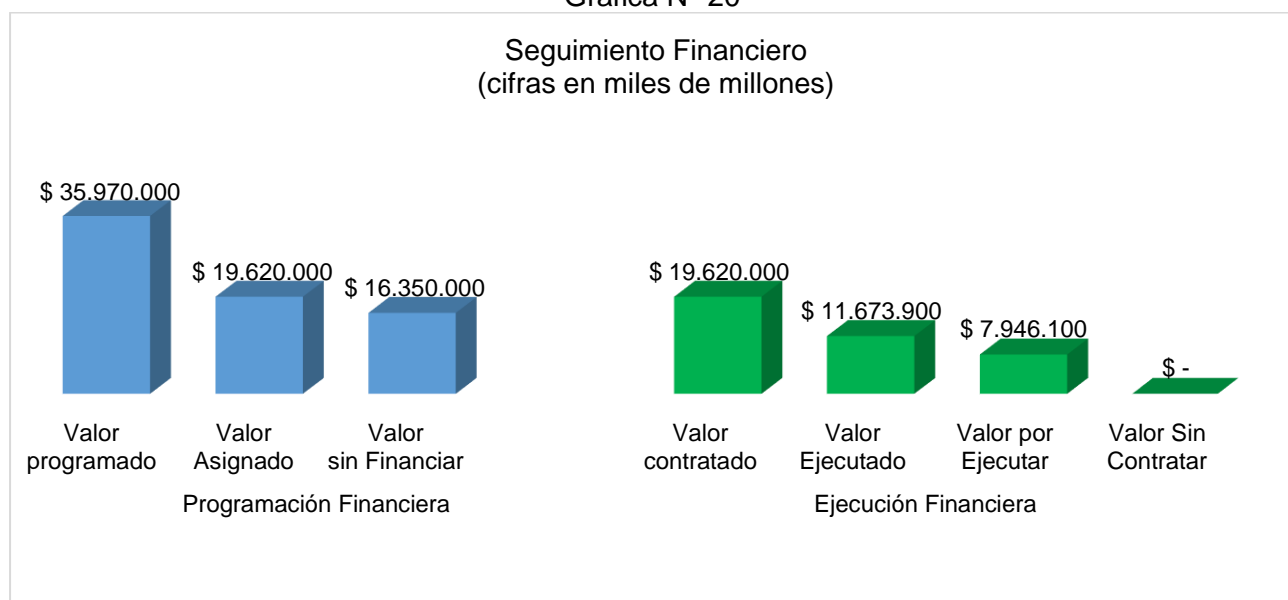 Gráfica N° 20
Seguimiento Financiero
(cifras en miles de millones)
$ 35.970.000
$ 19.620.000
$ 16.350.000
$ 19.620.000
$ 11.673.900
$ 7.946.100
$ -
Valor
programado
Valor
Asignado
Valor
sin Financiar
Valor
contratado
Valor
Ejecutado
Valor por
Ejecutar
Valor Sin
Contratar
Programación Financiera
Ejecución Financiera